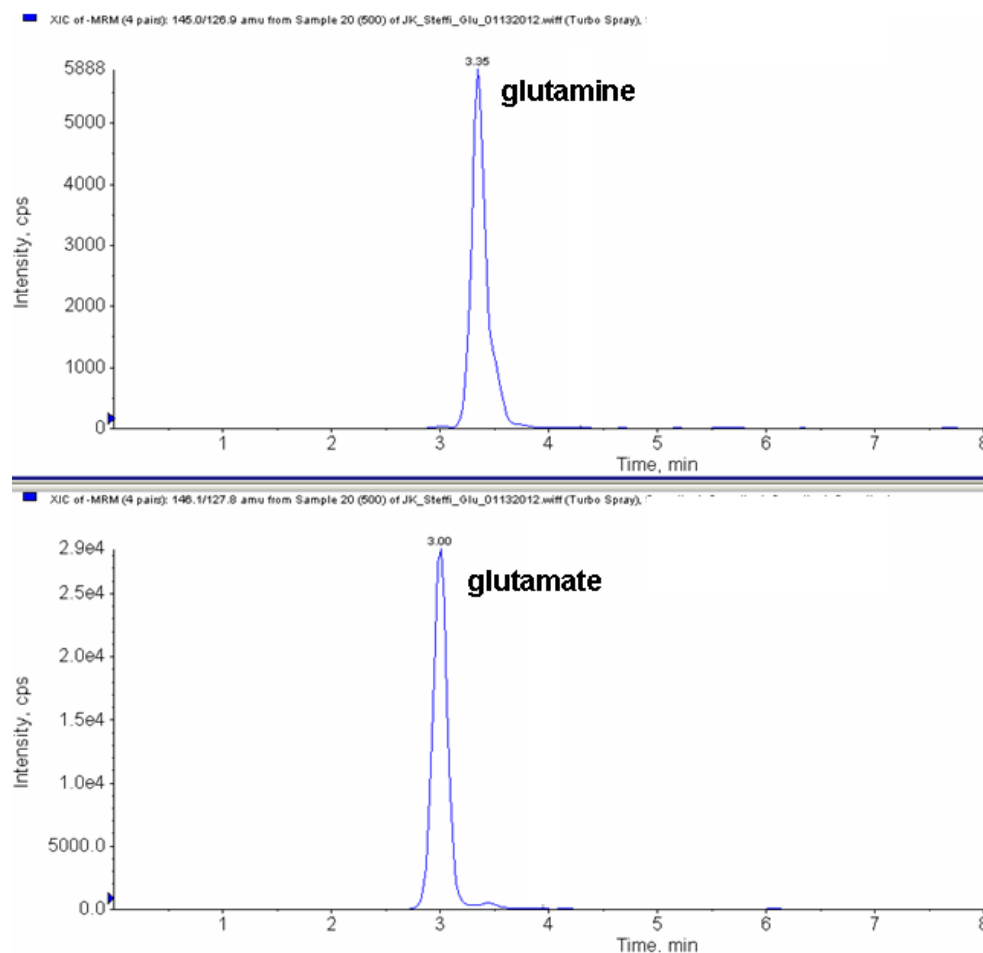 XIC of -MRM (4 pairs): 145.0/126.9 amu from Sample 20 (500) of JK_Steffi_Glu_01132012.wiff (Turbo Spray),
3.35
5888
glutamine
5000
4000
3000
2000
1000
0
Intensity, cps
1 2 3 4 5 6 7 8
Time, min
XIC of -MRM (4 pairs): 146.1/127.8 amu from Sample 20 (500) of JK_Steffi_Glu_01132012.wiff (Turbo Spray),
3.00
2.9e4
glutamate
2.5e4
2.0e4
1.5e4
1.0e4
5000.0
0.0
Intensity, cps
1 2 3 4 5 6 7 8
Time, min